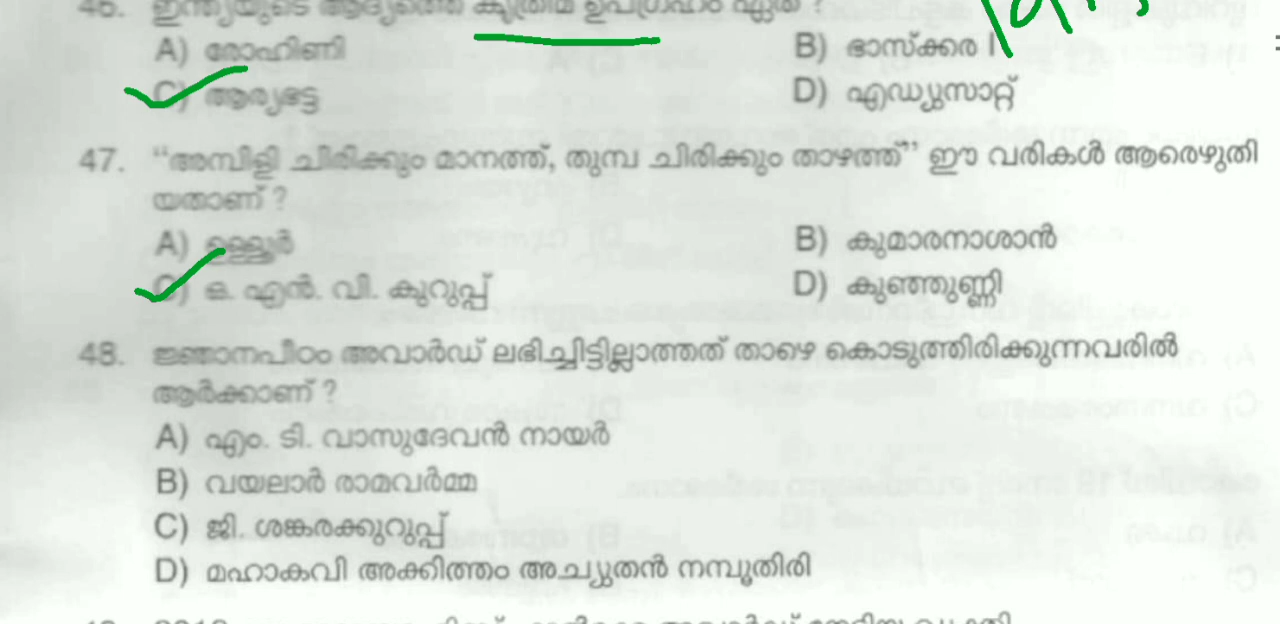 46. ഇന്ത്യയുടെ ആദ്യത്തെ കൃത്രിമ ഉപഗ്രഹം ഏത് ?
A) രോഹിണി
B) ഭാസ്ക്കര I
C) ആര്യഭട്ട
D) എഡ്യുസാറ്റ്
47. “അമ്പിളി ചിരിക്കും മാനത്ത്, തുമ്പ ചിരിക്കും താഴത്ത്” ഈ വരികൾ ആരെഴുതി
യതാണ് ?
A) ഉള്ളൂർ
B) കുമാരനാശാൻ
C) ഒ. എൻ. വി. കുറുപ്പ്
D) കുഞ്ഞുണ്ണി
48. ജ്ഞാനപീഠം അവാർഡ് ലഭിച്ചിട്ടില്ലാത്തത് താഴെ കൊടുത്തിരിക്കുന്നവരിൽ
ആർക്കാണ് ?
A) എം. ടി. വാസുദേവൻ നായർ
B) വയലാർ രാമവർമ്മ
C) ജി. ശങ്കരക്കുറുപ്പ്
D) മഹാകവി അക്കിത്തം അച്യുതൻ നമ്പൂതിരി